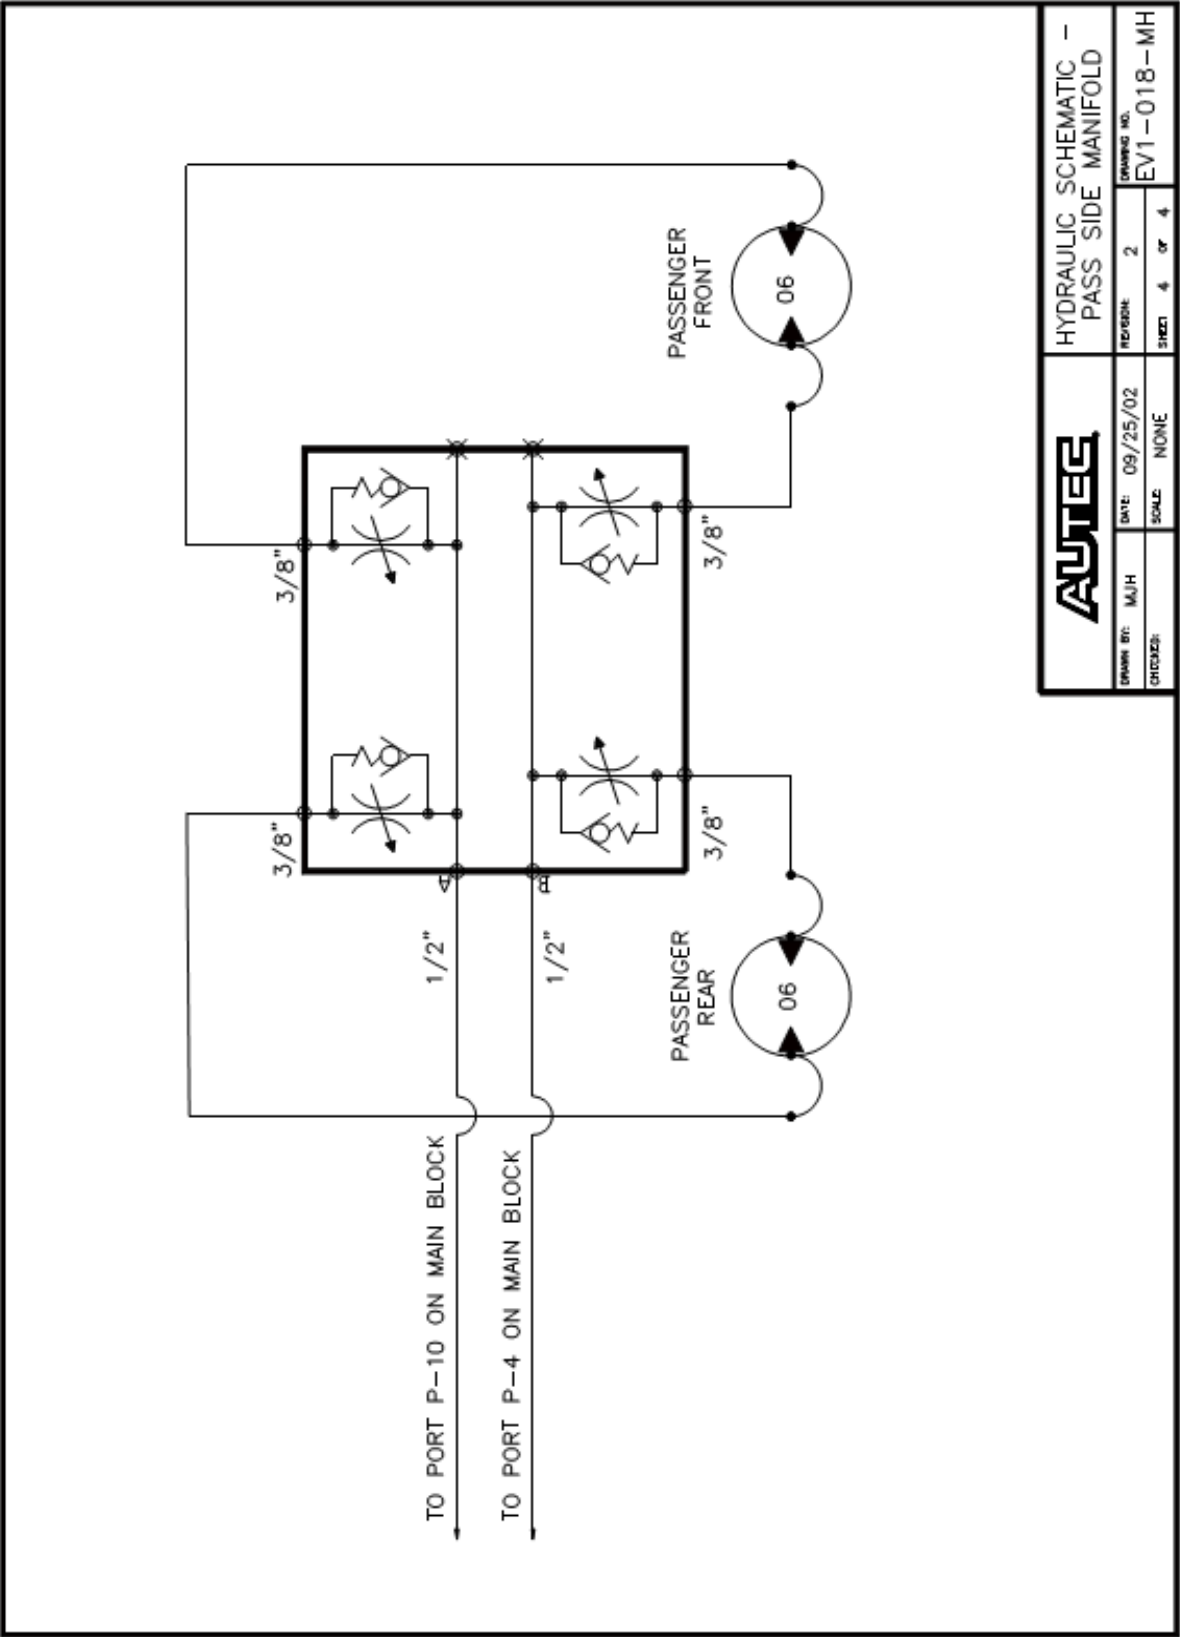 PASSENGER
FRONT
06
3/8"
3/8"
3/8"
3/8"
A
B
1/2"
1/2"
PASSENGER
REAR
06
TO PORT P-10 ON MAIN BLOCK
TO PORT P-4 ON MAIN BLOCK
AUTEC
HYDRAULIC SCHEMATIC -
PASS SIDE MANIFOLD
DRAWN BY: MJH
DATE: 09/25/02
REVISION: 2
DRAWING NO.
EV1-018-MH
CHECKED:
SCALE: NONE
SHEET 4 OF 4